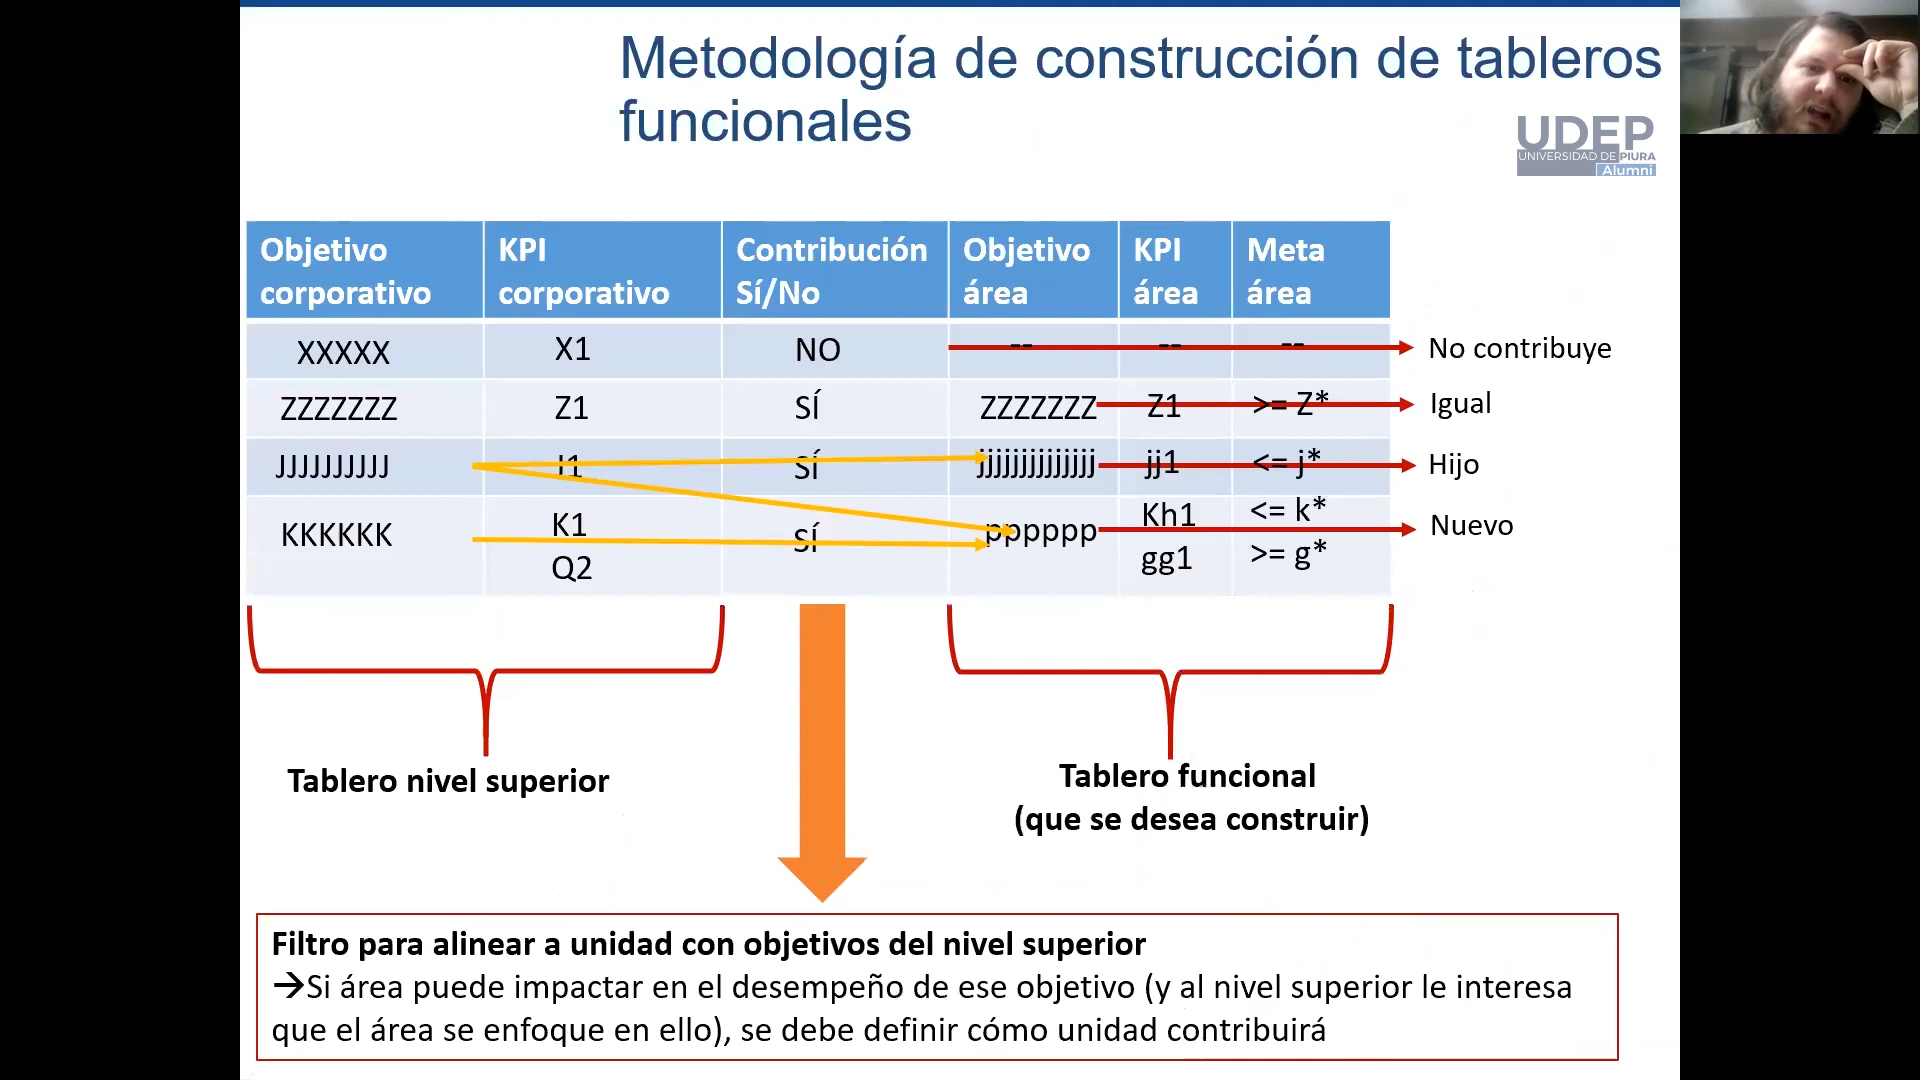 Metodología de construcción de tableros
funcionales
UDEP
UNIVERSIDAD DE PIURA
Alumni
Objetivo corporativo KPI corporativo Contribución Sí/No Objetivo área KPI área Meta área
XXXXX X1 NO -- -- -- No contribuye
ZZZZZZZ Z1 SÍ ZZZZZZZ Z1 >= Z* Igual
JJJJJJJJJJ J1 SÍ jjjjjjjjjjjjjj jj1 <= j* Hijo
KKKKKK K1 SÍ pppppp Kh1 <= k* Nuevo
Q2 gg1 >= g*
Tablero nivel superior
Tablero funcional
(que se desea construir)
Filtro para alinear a unidad con objetivos del nivel superior
→Si área puede impactar en el desempeño de ese objetivo (y al nivel superior le interesa
que el área se enfoque en ello), se debe definir cómo unidad contribuirá